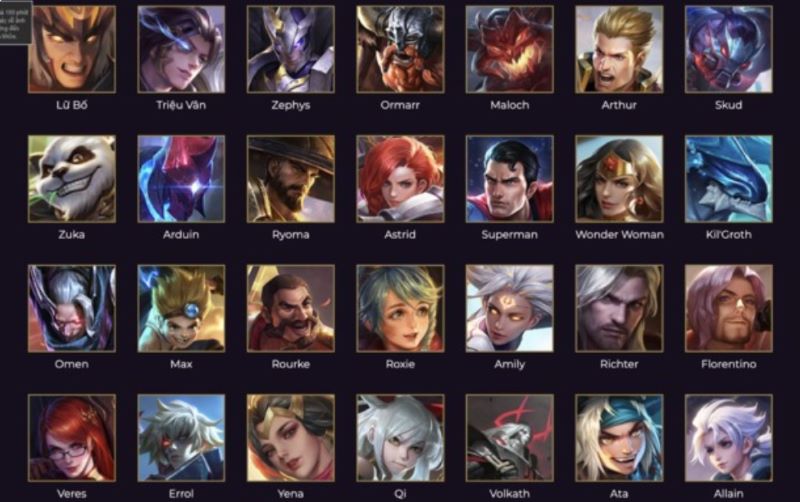 Lữ Bố
Triệu Vân
Zephys
Ormarr
Maloch
Arthur
Skud
Zuka
Arduin
Ryoma
Astrid
Superman
Wonder Woman
Kil'Groth
Omen
Max
Rourke
Roxie
Amily
Richter
Florentino
Veres
Errol
Yena
Qi
Volkath
Ata
Allain